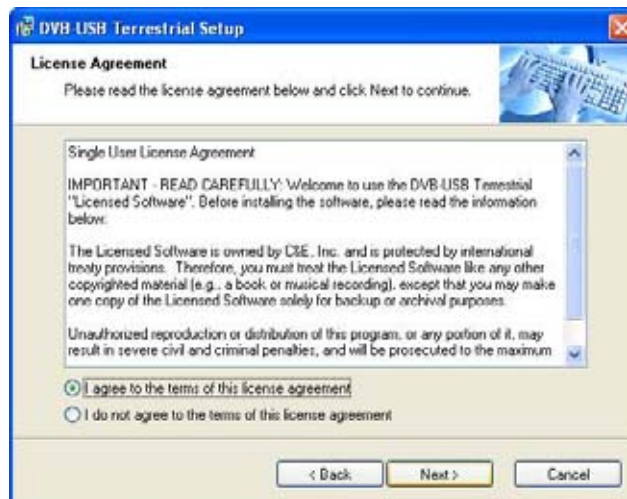 DVB-USB Terrestrial Setup
License Agreement
Please read the license agreement below and click Next to continue.
Single User License Agreement
IMPORTANT - READ CAREFULLY: Welcome to use the DVB-USB Terrestrial
"Licensed Software". Before installing the software, please read the information
below:
The Licensed Software is owned by C&E, Inc. and is protected by international
treaty provisions. Therefore, you must treat the Licensed Software like any other
copyrighted material (e.g., a book or musical recording), except that you may make
one copy of the Licensed Software solely for backup or archival purposes.
Unauthorized reproduction or distribution of this program, or any portion of it, may
result in severe civil and criminal penalties, and will be prosecuted to the maximum
I agree to the terms of this license agreement
I do not agree to the terms of this license agreement
< Back Next > Cancel